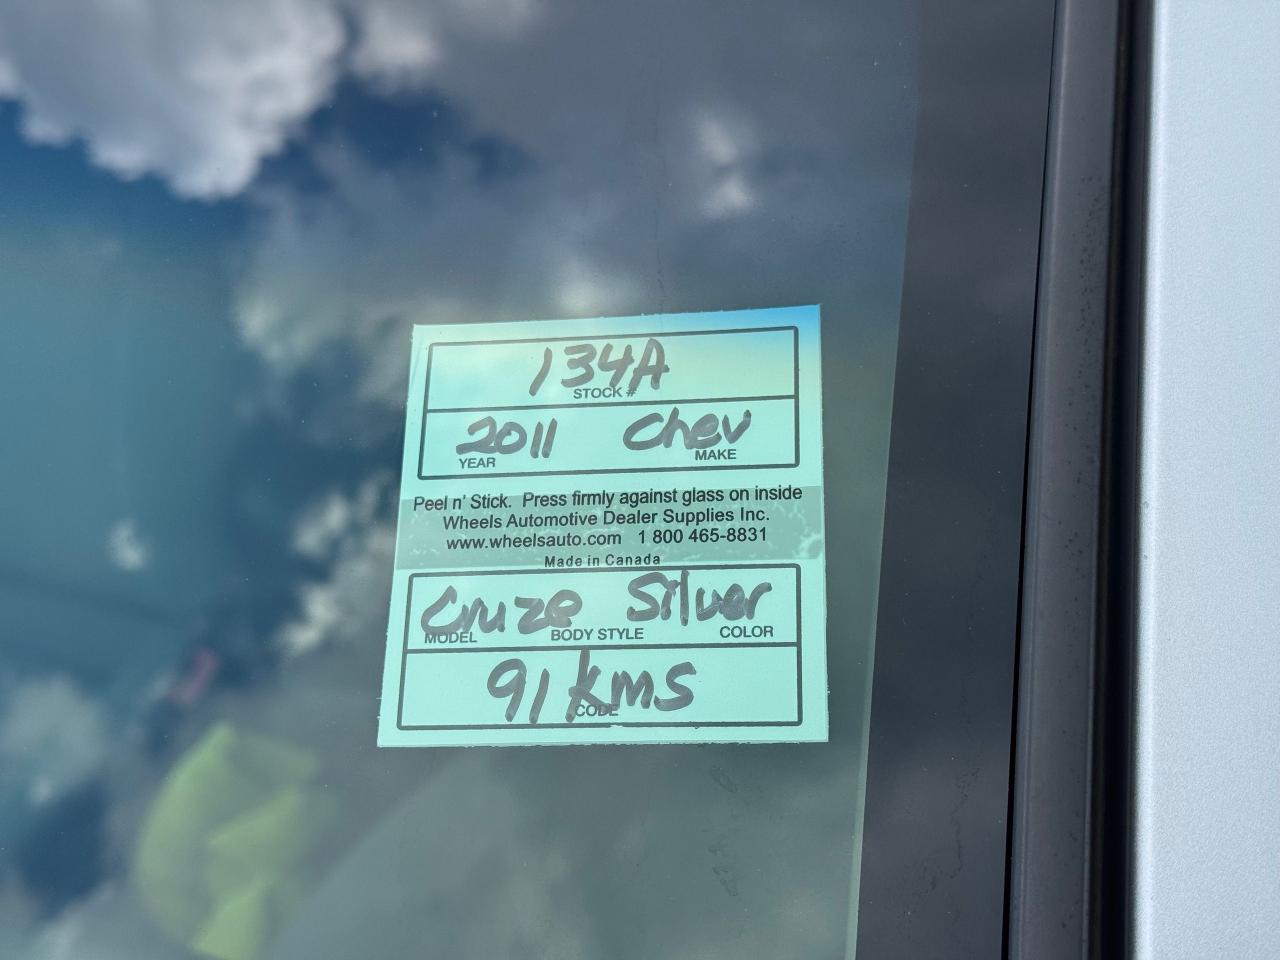 134A
STOCK #
2011 Chev
YEAR MAKE
Peel n' Stick. Press firmly against glass on inside
Wheels Automotive Dealer Supplies Inc.
www.wheelsauto.com 1 800 465-8831
Made in Canada
Cruze Silver
MODEL BODY STYLE COLOR
91 kms
CODE